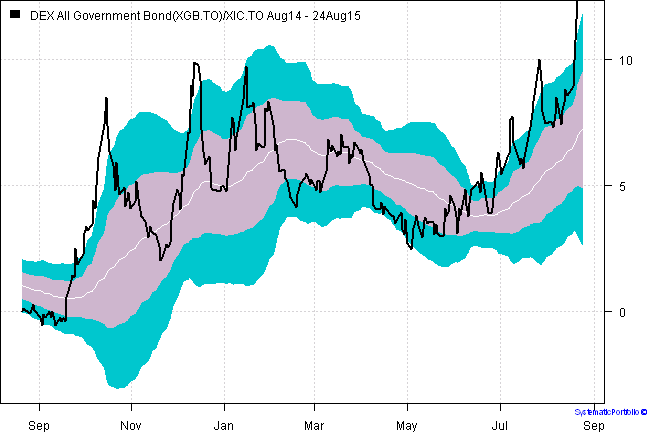 DEX All Government Bond(XGB.TO)/XIC.TO Aug14 - 24Aug15
10
5
0
SystematicPortfolio ©
Sep Nov Jan Mar May Jul Sep